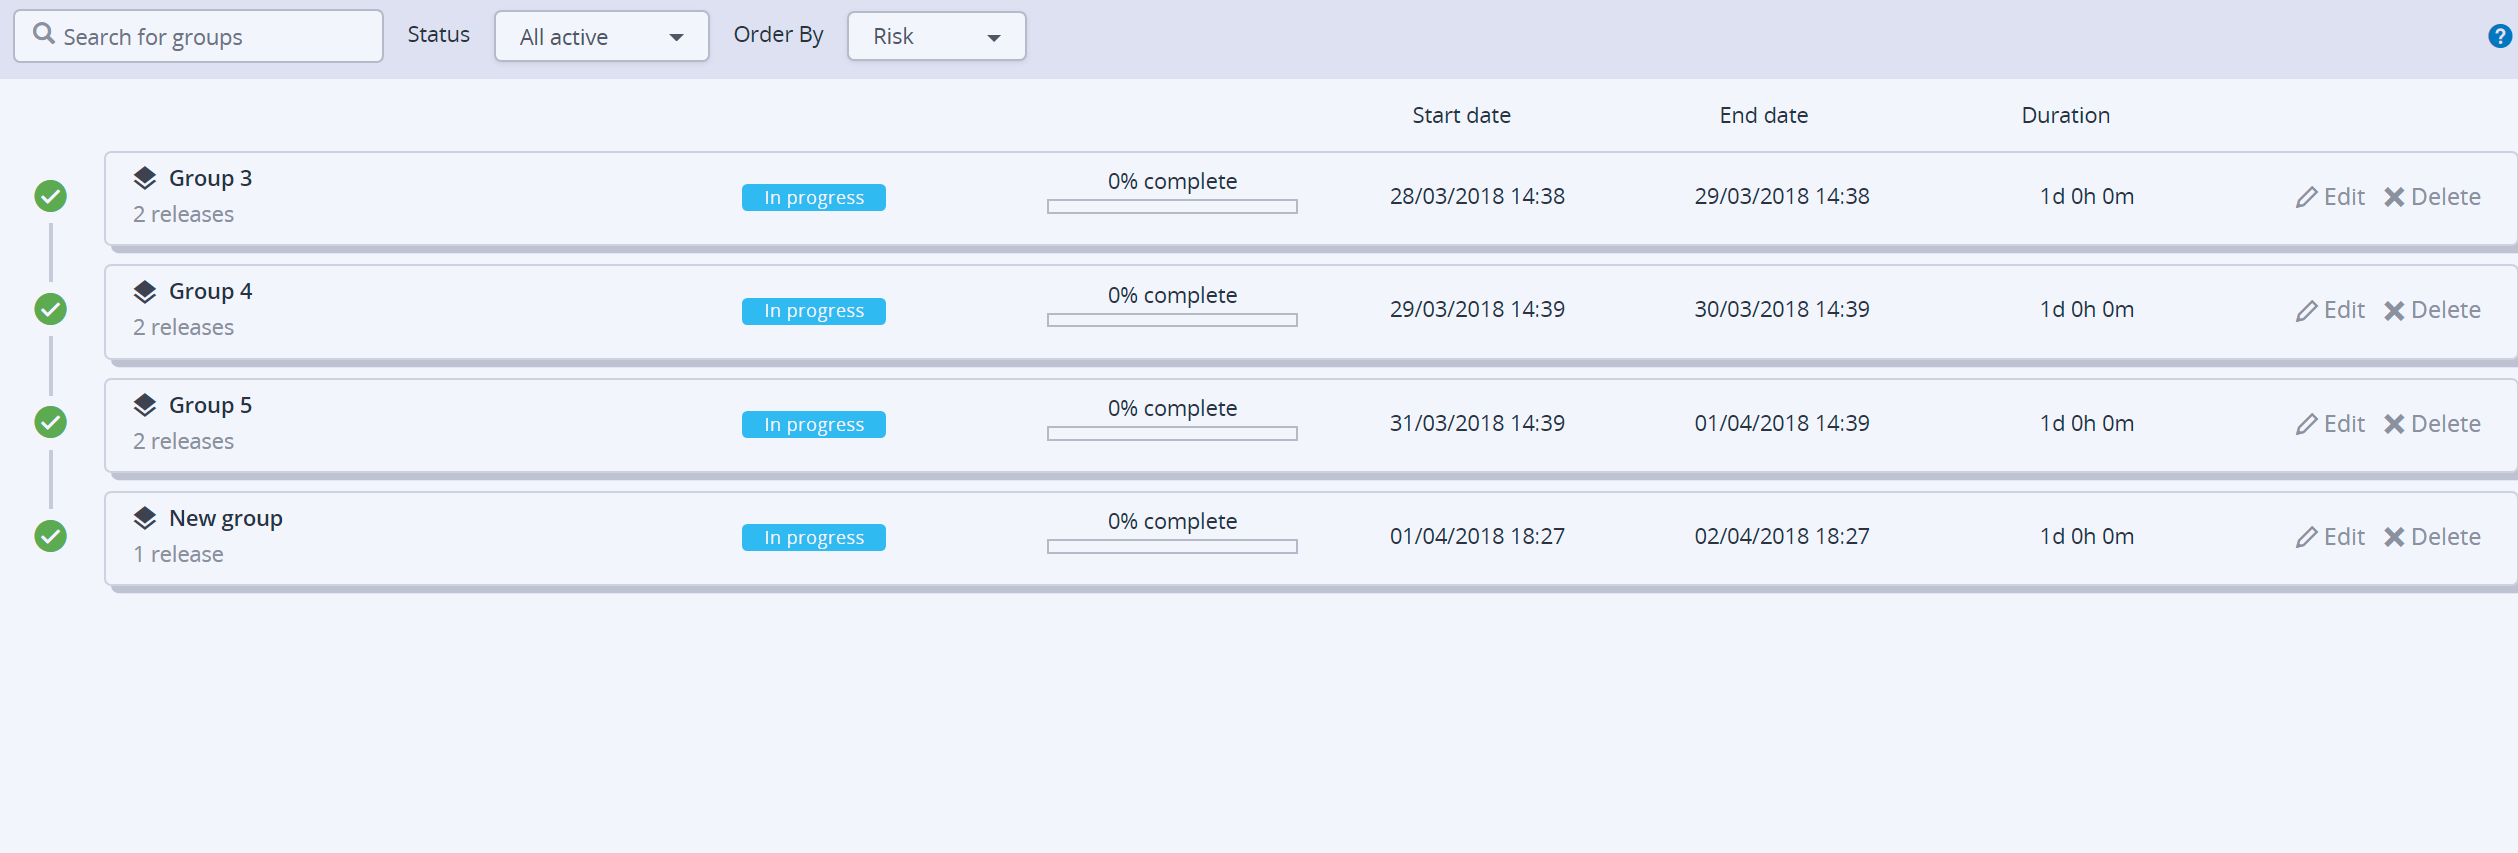 Search for groups Status All active Order By Risk ?
Start date End date Duration
Group 3
2 releases
In progress
0% complete
28/03/2018 14:38 29/03/2018 14:38 1d 0h 0m Edit Delete
Group 4
2 releases
In progress
0% complete
29/03/2018 14:39 30/03/2018 14:39 1d 0h 0m Edit Delete
Group 5
2 releases
In progress
0% complete
31/03/2018 14:39 01/04/2018 14:39 1d 0h 0m Edit Delete
New group
1 release
In progress
0% complete
01/04/2018 18:27 02/04/2018 18:27 1d 0h 0m Edit Delete